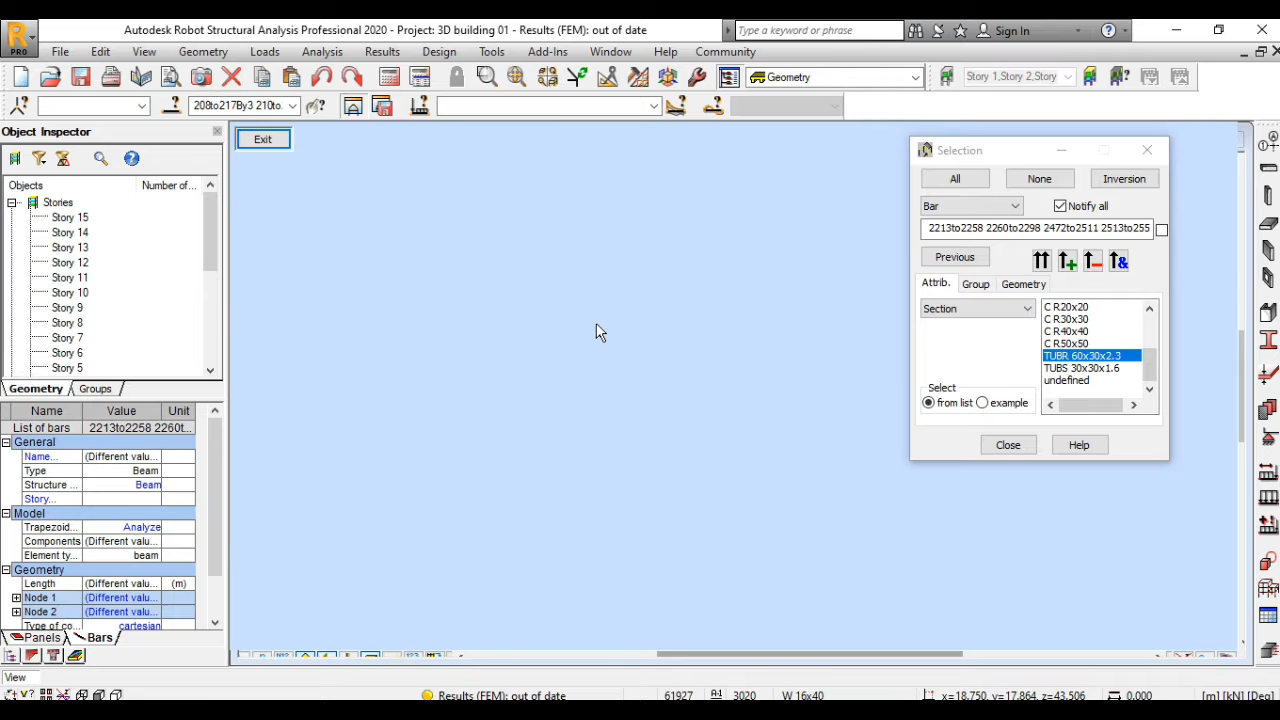 Autodesk Robot Structural Analysis Professional 2020 - Project: 3D building 01 - Results (FEM): out of date
Type a keyword or phrase
Sign In
PRO
File Edit View Geometry Loads Analysis Results Design Tools Add-Ins Window Help Community
Geometry
Story 1,Story 2,Story
208to217By3 210to.
Object Inspector
Exit
Objects Number of...
Stories
Story 15
Story 14
Story 13
Story 12
Story 11
Story 10
Story 9
Story 8
Story 7
Story 6
Story 5
Geometry Groups
Name Value Unit
List of bars 2213to2258 2260t...
General
Name... (Different valu...
Type Beam
Structure ... Beam
Story...
Model
Trapezoid... Analyze
Components (Different valu...
Element ty... beam
Geometry
Length (Different valu... (m)
Node 1 (Different valu...
Node 2 (Different valu...
Type of co... cartesian
Panels Bars
Selection
All None Inversion
Bar Notify all
2213to2258 2260to2298 2472to2511 2513to255
Previous
Attrib. Group Geometry
Section
C R20x20
C R30x30
C R40x40
C R50x50
TUBR 60x30x2.3
TUBS 30x30x1.6
undefined
Select
from list example
Close Help
View
Results (FEM): out of date 61927 3020 W 16x40 x=18.750, y=17.864, z=43.506 0.000 [m] [kN] [Deg]